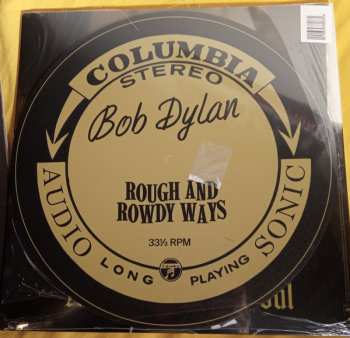 COLUMBIA
STEREO
Bob Dylan
ROUGH AND
ROWDY WAYS
33⅓ RPM
AUDIO
SONIC
LONG PLAYING